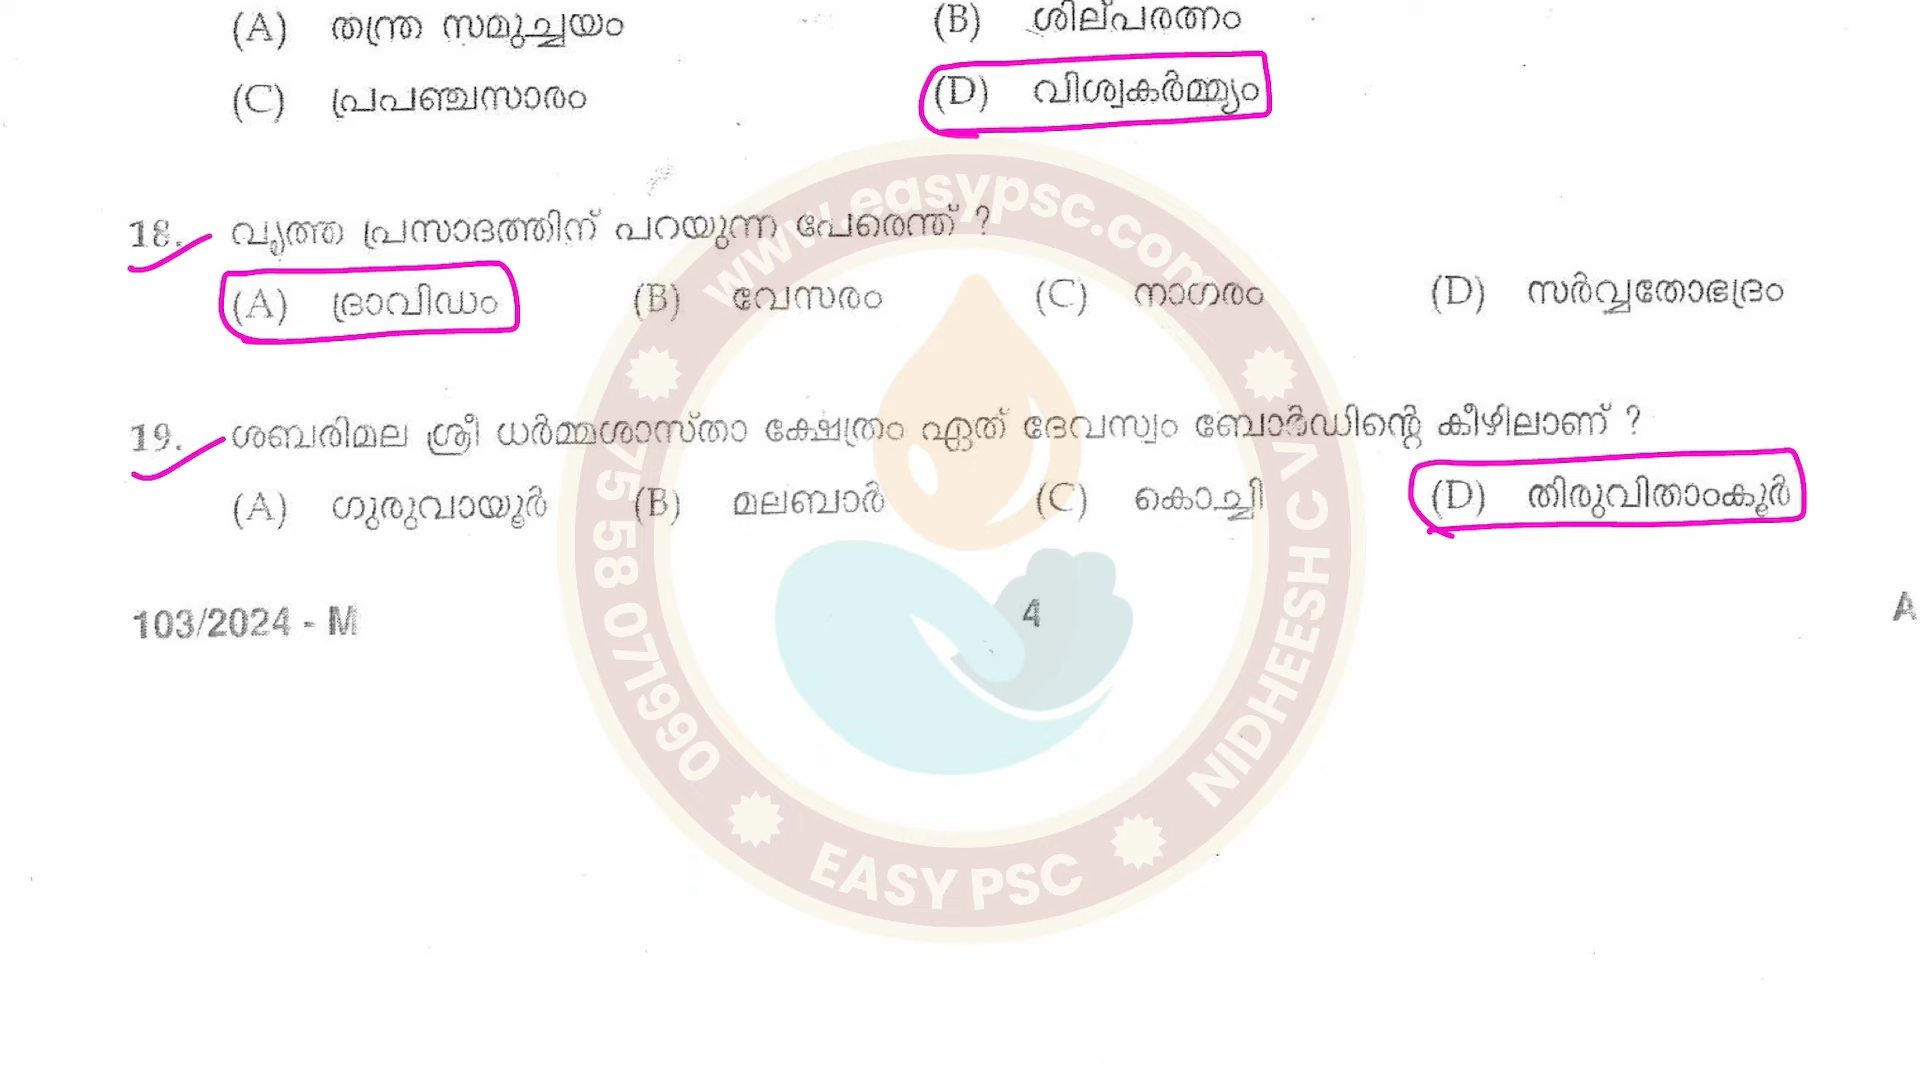 (A) തന്ത്ര സമുച്ചയം (B) ശില്പരത്നം
(C) പ്രപഞ്ചസാരം (D) വിശ്വകർമ്മ്യം
18. വൃത്ത പ്രസാദത്തിന് പറയുന്ന പേരെന്ത് ?
(A) ദ്രാവിഡം (B) വേസരം (C) നാഗരം (D) സർവ്വതോഭദ്രം
19. ശബരിമല ശ്രീ ധർമ്മശാസ്താ ക്ഷേത്രം ഏത് ദേവസ്വം ബോർഡിന്റെ കീഴിലാണ് ?
(A) ഗുരുവായൂർ (B) മലബാർ (C) കൊച്ചി (D) തിരുവിതാംകൂർ
103/2024 - M 4 A
www.easypsc.com
75 58 071990
NIDHEESH C V
EASY PSC